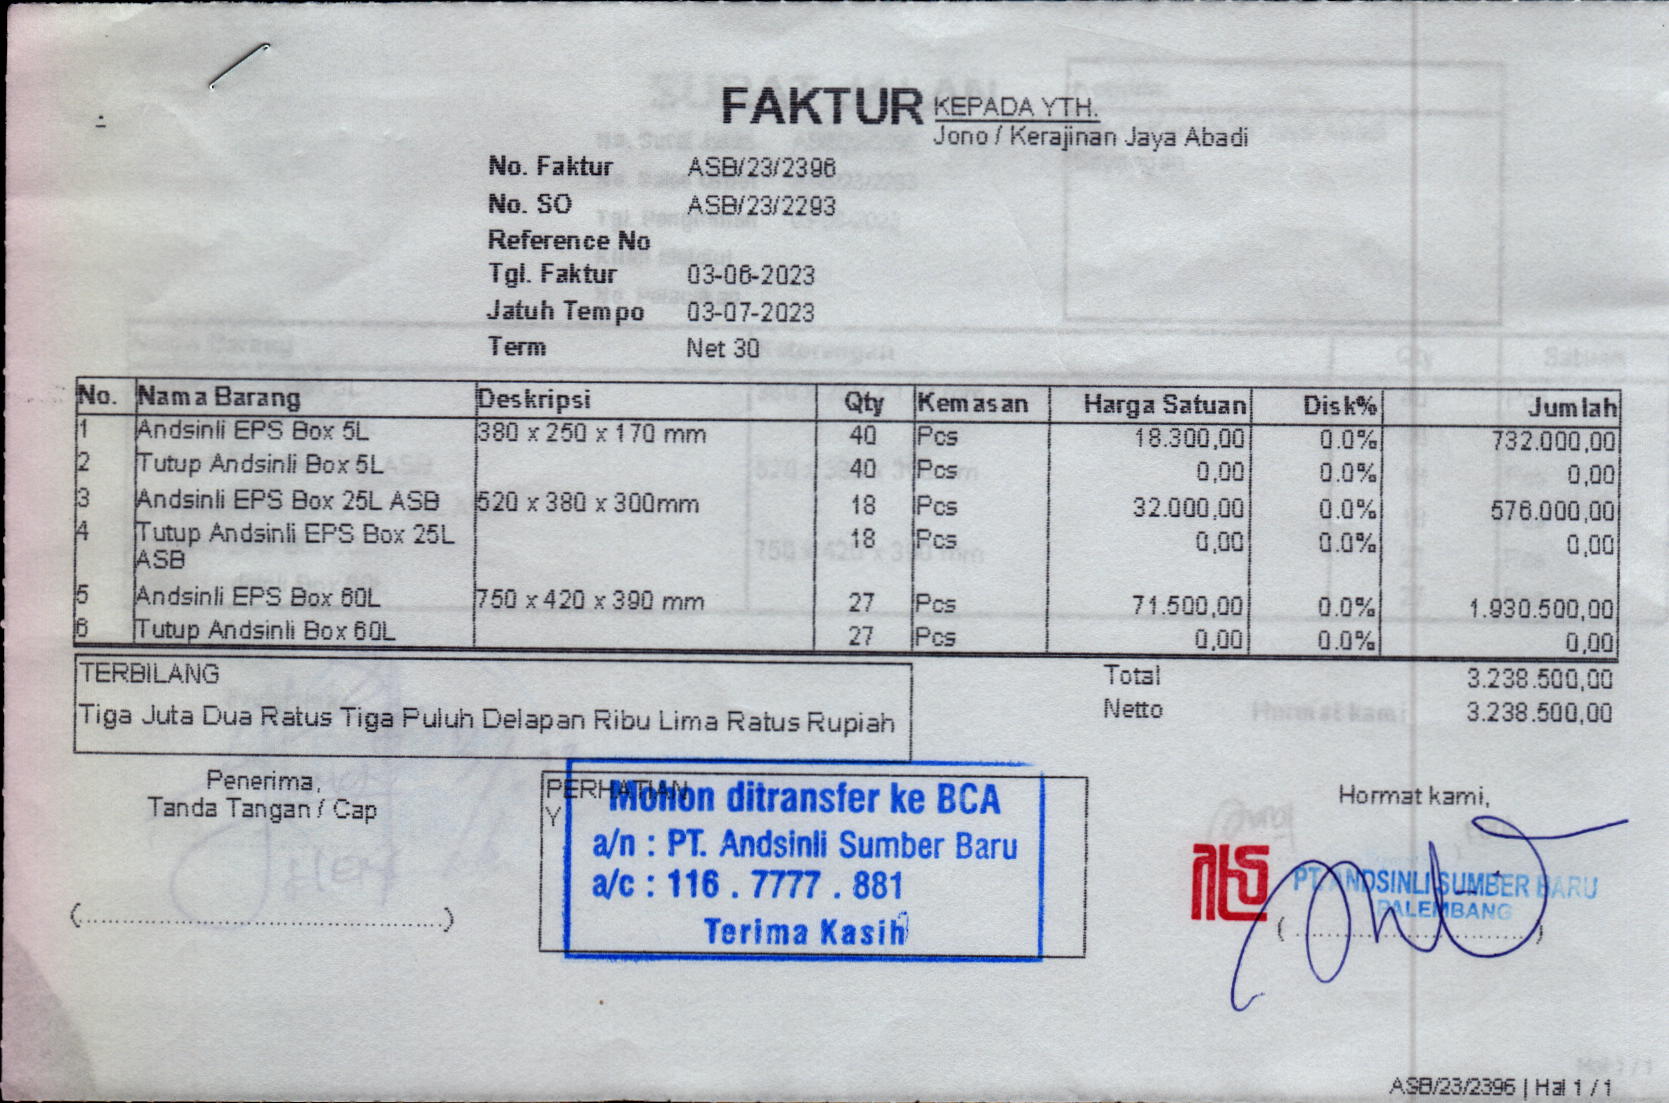 FAKTUR
KEPADA YTH.
Jono / Kerajinan Jaya Abadi
No. Faktur ASB/23/2396
No. SO ASB/23/2293
Reference No
Tgl. Faktur 03-06-2023
Jatuh Tempo 03-07-2023
Term Net 30
No. Nama Barang Deskripsi Qty Kemasan Harga Satuan Disk% Jumlah
1 Andsinli EPS Box 5L 380 x 250 x 170 mm 40 Pcs 18.300,00 0.0% 732.000,00
2 Tutup Andsinli Box 5L 40 Pcs 0,00 0.0% 0,00
3 Andsinli EPS Box 25L ASB 520 x 380 x 300mm 18 Pcs 32.000,00 0.0% 576.000,00
4 Tutup Andsinli EPS Box 25L 18 Pcs 0,00 0.0% 0,00
ASB
5 Andsinli EPS Box 60L 750 x 420 x 390 mm 27 Pcs 71.500,00 0.0% 1.930.500,00
6 Tutup Andsinli Box 60L 27 Pcs 0,00 0.0% 0,00
TERBILANG
Tiga Juta Dua Ratus Tiga Puluh Delapan Ribu Lima Ratus Rupiah
Total 3.238.500,00
Netto 3.238.500,00
Penerima,
Tanda Tangan / Cap
PERHATIAN
Y
Mohon ditransfer ke BCA
a/n : PT. Andsinli Sumber Baru
a/c : 116 . 7777 . 881
Terima Kasih
Hormat kami,
PT. ANDSINLI SUMBER BARU
PALEMBANG
ASB/23/2396 | Hal 1 / 1